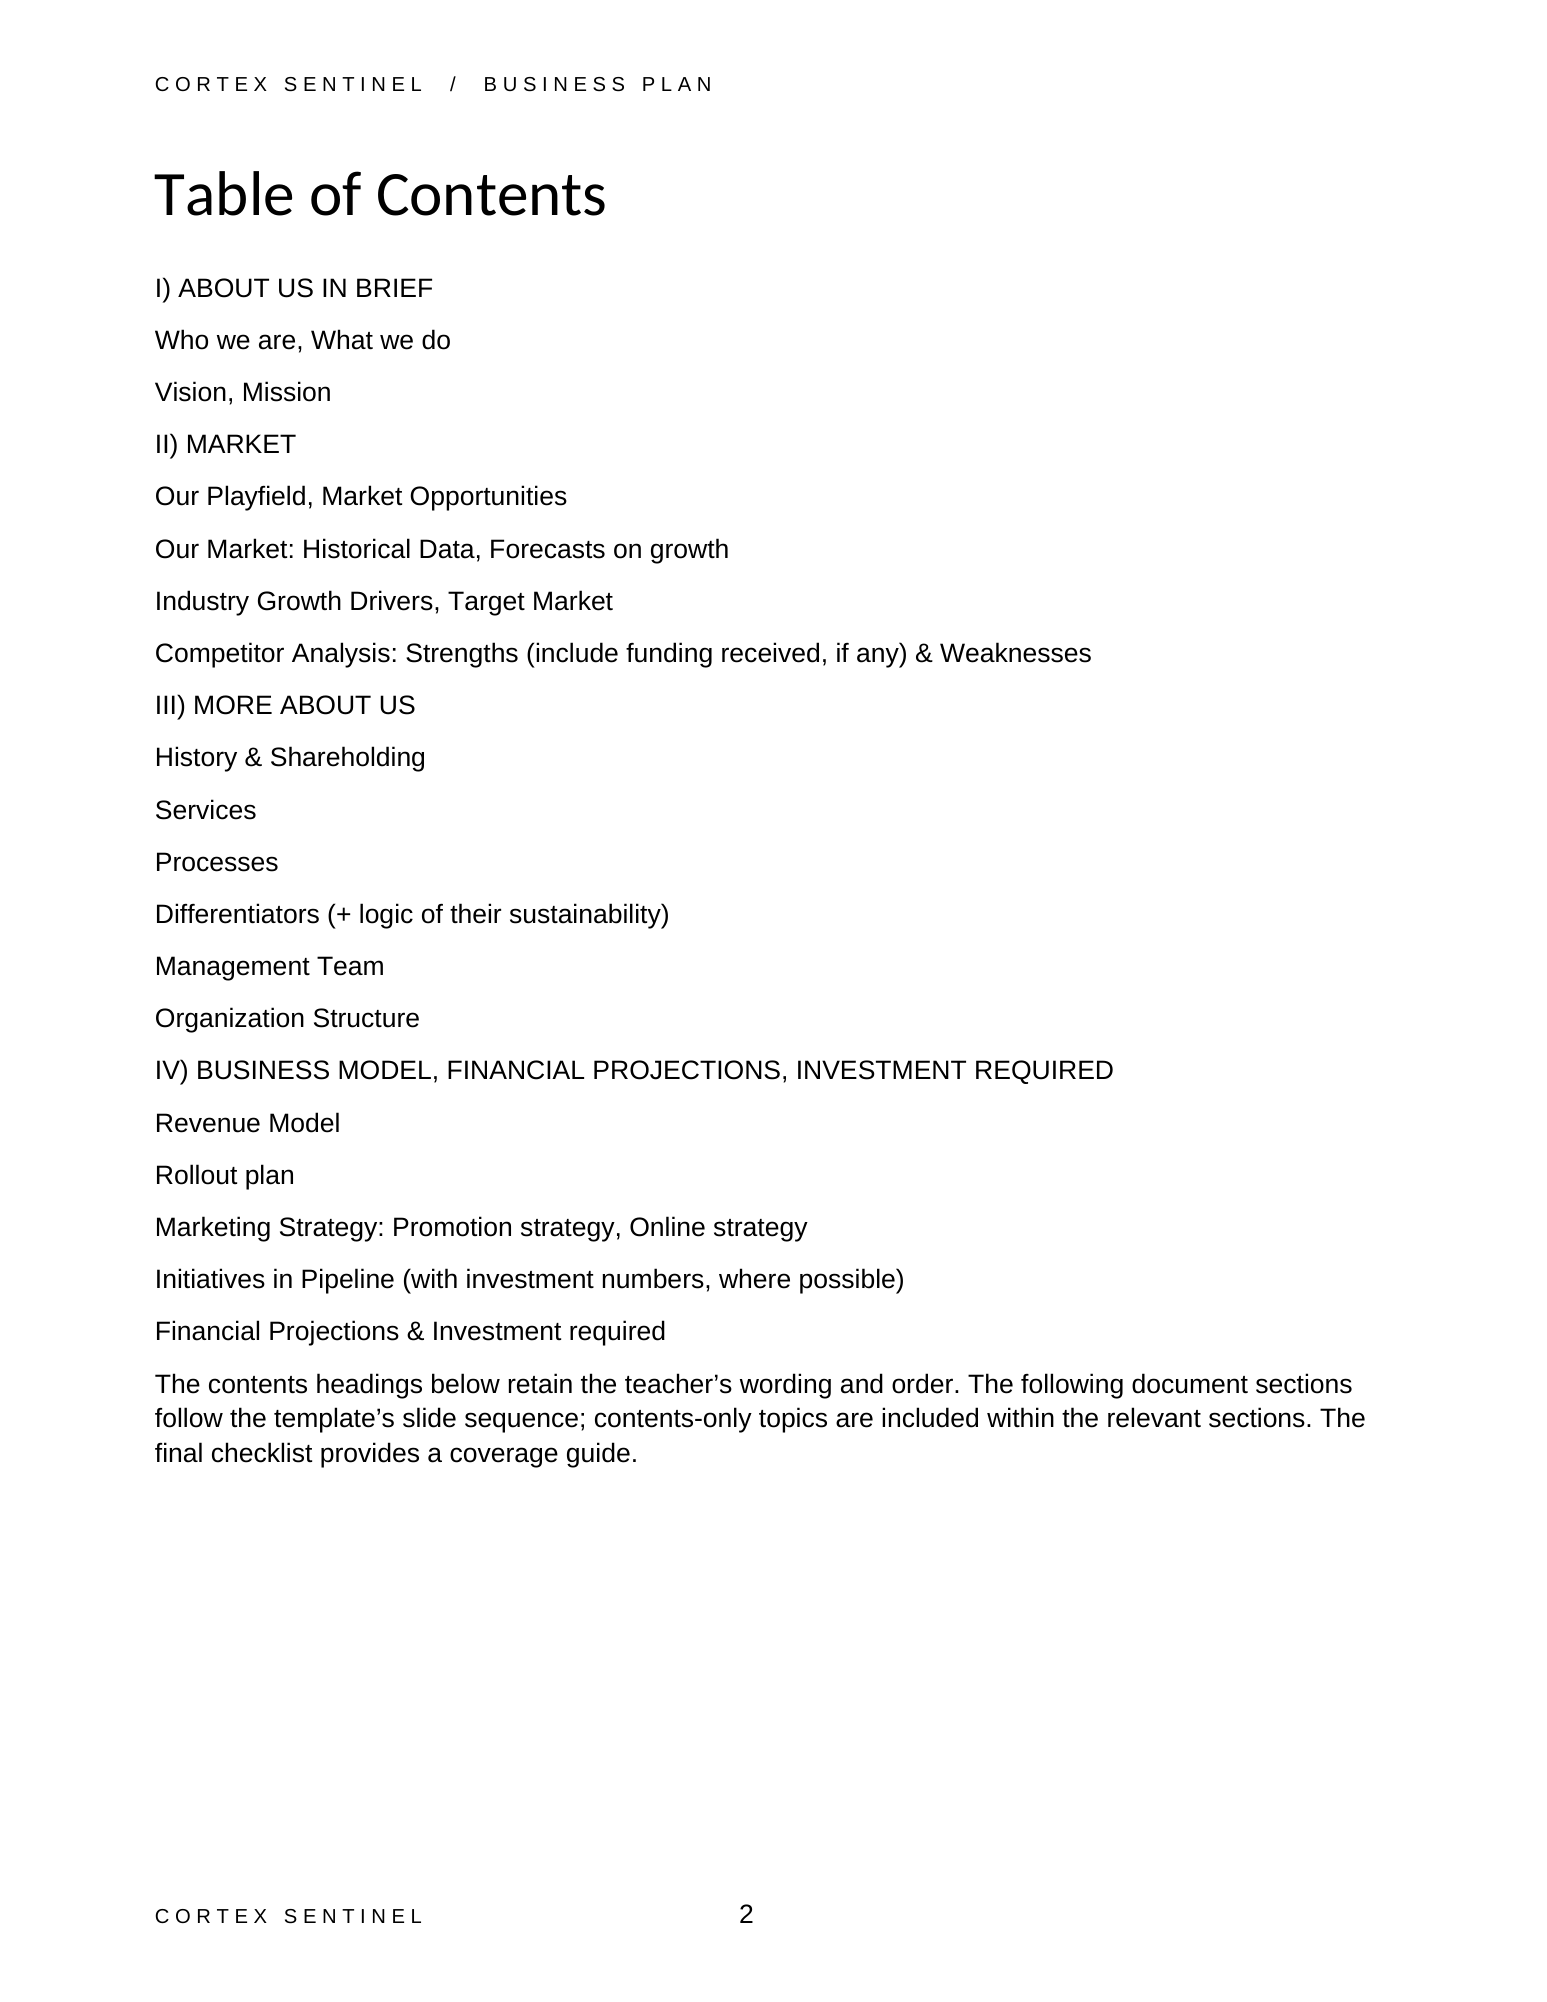 CORTEX SENTINEL / BUSINESS PLAN
Table of Contents
I) ABOUT US IN BRIEF
Who we are, What we do
Vision, Mission
II) MARKET
Our Playfield, Market Opportunities
Our Market: Historical Data, Forecasts on growth
Industry Growth Drivers, Target Market
Competitor Analysis: Strengths (include funding received, if any) & Weaknesses
III) MORE ABOUT US
History & Shareholding
Services
Processes
Differentiators (+ logic of their sustainability)
Management Team
Organization Structure
IV) BUSINESS MODEL, FINANCIAL PROJECTIONS, INVESTMENT REQUIRED
Revenue Model
Rollout plan
Marketing Strategy: Promotion strategy, Online strategy
Initiatives in Pipeline (with investment numbers, where possible)
Financial Projections & Investment required
The contents headings below retain the teacher’s wording and order. The following document sections
follow the template’s slide sequence; contents-only topics are included within the relevant sections. The
final checklist provides a coverage guide.
CORTEX SENTINEL 2